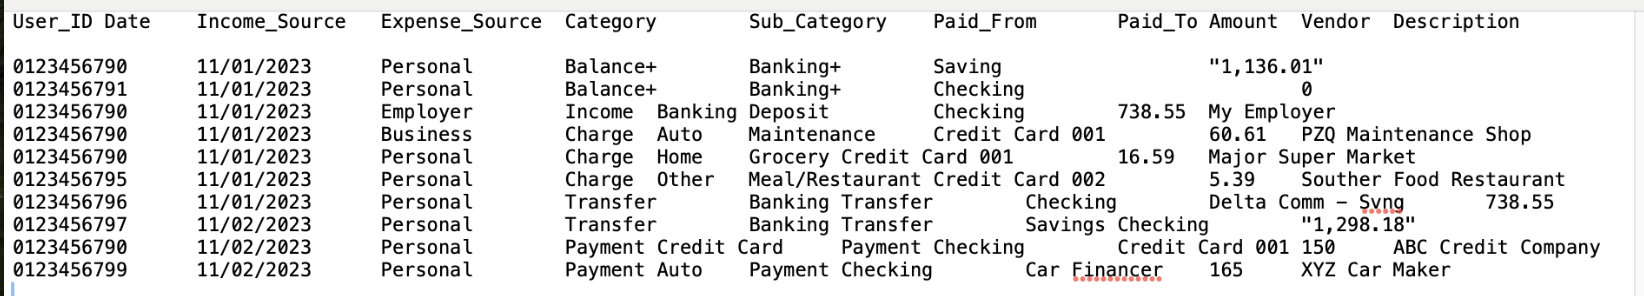 User_ID Date Income_Source Expense_Source Category Sub_Category Paid_From Paid_To Amount Vendor Description
0123456790 11/01/2023 Personal Balance+ Banking+ Saving "1,136.01"
0123456791 11/01/2023 Personal Balance+ Banking+ Checking 0
0123456790 11/01/2023 Employer Income Banking Deposit Checking 738.55 My Employer
0123456790 11/01/2023 Business Charge Auto Maintenance Credit Card 001 60.61 PZQ Maintenance Shop
0123456790 11/01/2023 Personal Charge Home Grocery Credit Card 001 16.59 Major Super Market
0123456795 11/01/2023 Personal Charge Other Meal/Restaurant Credit Card 002 5.39 Souther Food Restaurant
0123456796 11/01/2023 Personal Transfer Banking Transfer Checking Delta Comm - Svng 738.55
0123456797 11/02/2023 Personal Transfer Banking Transfer Savings Checking "1,298.18"
0123456790 11/02/2023 Personal Payment Credit Card Payment Checking Credit Card 001 150 ABC Credit Company
0123456799 11/02/2023 Personal Payment Auto Payment Checking Car Financer 165 XYZ Car Maker